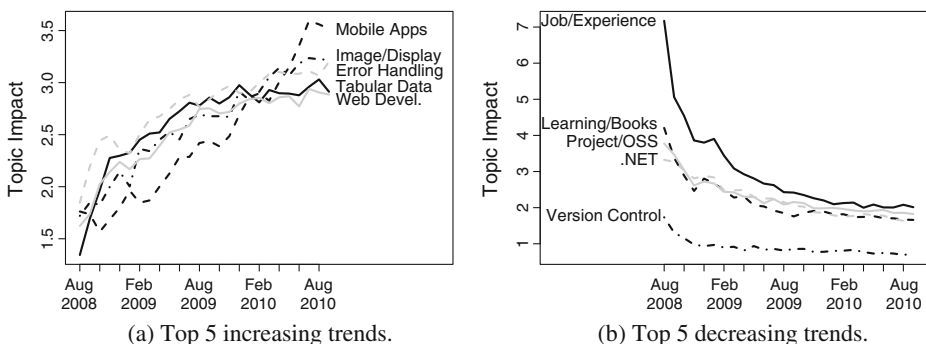 Topic Impact
1.5 2.0 2.5 3.0 3.5
Mobile Apps
Image/Display
Error Handling
Tabular Data
Web Devel.
Aug 2008
Feb 2009
Aug 2009
Feb 2010
Aug 2010
(a) Top 5 increasing trends.
Topic Impact
1 2 3 4 5 6 7
Job/Experience
Learning/Books
Project/OSS
.NET
Version Control
Aug 2008
Feb 2009
Aug 2009
Feb 2010
Aug 2010
(b) Top 5 decreasing trends.